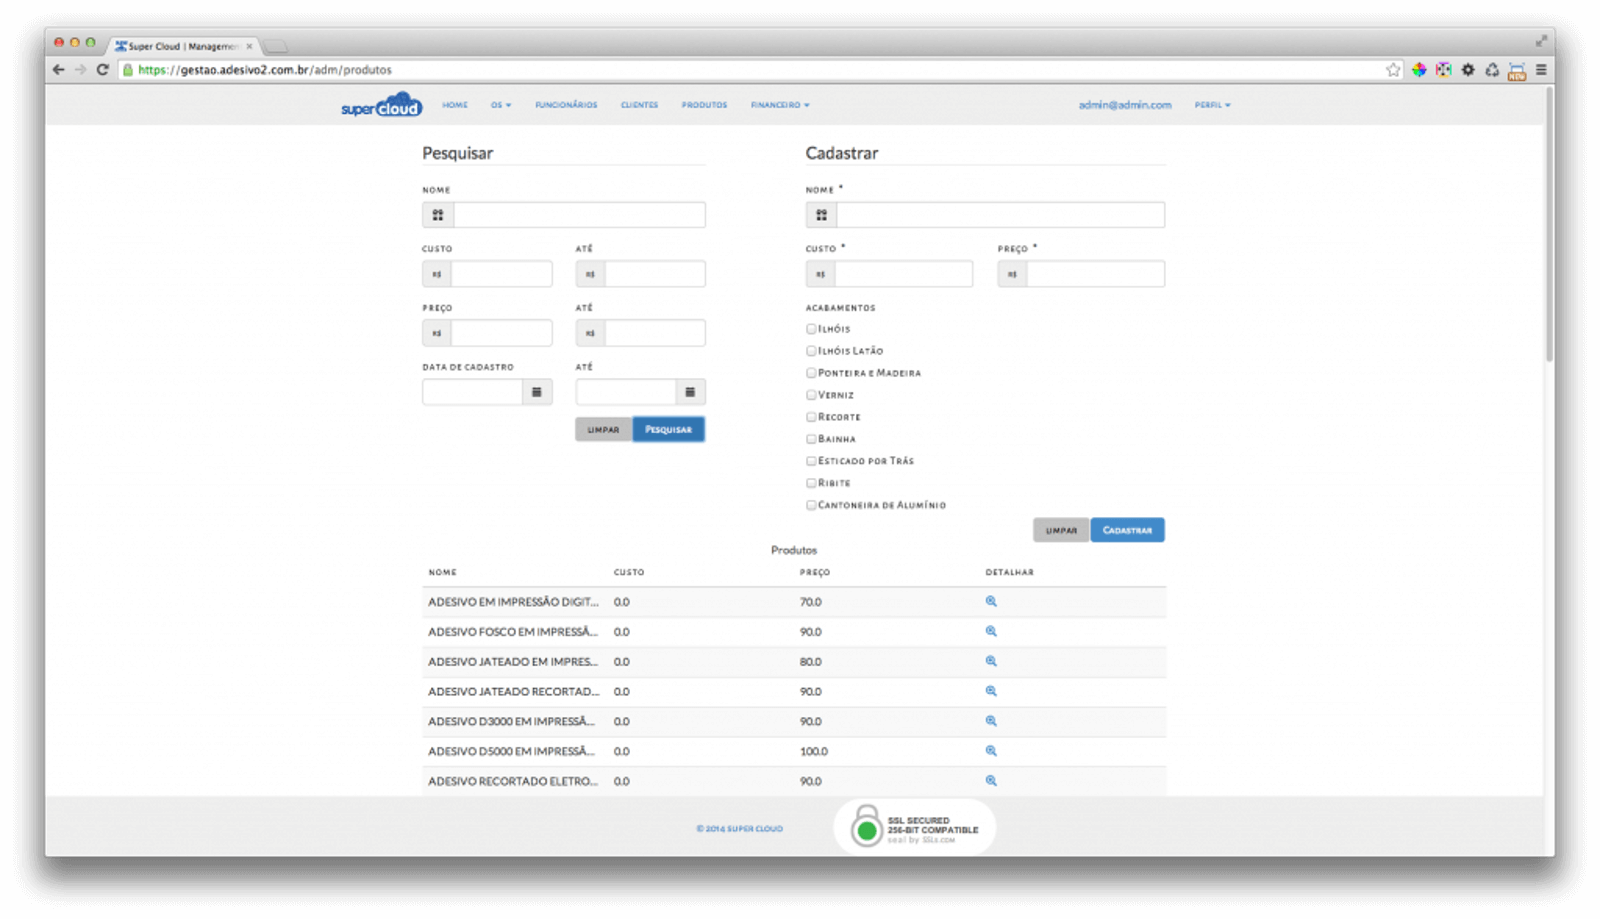 Super Cloud | Managemen
https://gestao.adesivo2.com.br/adm/produtos
NEW
supercloud HOME OS FUNCIONÁRIOS CLIENTES PRODUTOS FINANCEIRO admin@admin.com PERFIL
Pesquisar
NOME
CUSTO ATÉ
R$ R$
PREÇO ATÉ
R$ R$
DATA DE CADASTRO ATÉ
LIMPAR PESQUISAR
Cadastrar
NOME *
CUSTO * PREÇO *
R$ R$
ACABAMENTOS
ILHÓIS
ILHÓIS LATÃO
PONTEIRA E MADEIRA
VERNIZ
RECORTE
BAINHA
ESTICADO POR TRÁS
RIBITE
CANTONEIRA DE ALUMÍNIO
LIMPAR CADASTRAR
Produtos
NOME CUSTO PREÇO DETALHAR
ADESIVO EM IMPRESSÃO DIGIT... 0.0 70.0
ADESIVO FOSCO EM IMPRESSÃ... 0.0 90.0
ADESIVO JATEADO EM IMPRES... 0.0 80.0
ADESIVO JATEADO RECORTAD... 0.0 90.0
ADESIVO D3000 EM IMPRESSÃ... 0.0 90.0
ADESIVO D5000 EM IMPRESSÃ... 0.0 100.0
ADESIVO RECORTADO ELETRO... 0.0 90.0
© 2014 SUPER CLOUD
SSL SECURED
256-BIT COMPATIBLE
seal by SSLs.COM